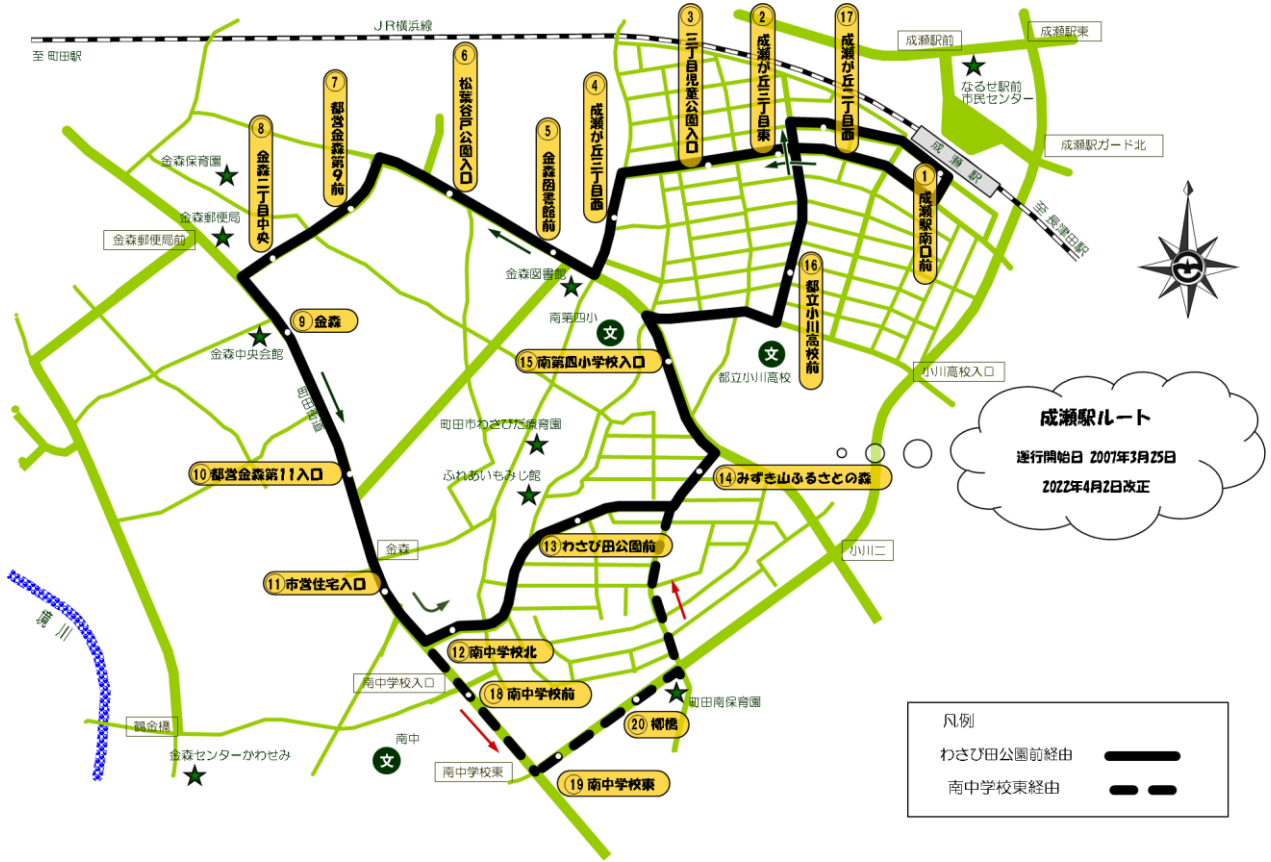 JR横浜線
至 町田駅
③ 三丁目児童公園入口
② 成瀬が丘三丁目東
⑰ 成瀬が丘二丁目西
成瀬駅前
成瀬駅東
なるせ駅前
市民センター
成瀬駅ガード北
成瀬駅
至 長津田駅
① 成瀬駅南口前
④ 成瀬が丘三丁目西
⑤ 金森図書館前
⑥ 松葉谷戸公園入口
⑦ 都営金森第9前
⑧ 金森二丁目中央
金森保育園
金森郵便局
金森郵便局前
金森図書館
南第四小
文
⑯ 都立小川高校前
⑨ 金森
金森中央会館
町田街道
⑮ 南第四小学校入口
文
都立小川高校
小川高校入口
成瀬駅ルート
運行開始日 2007年3月25日
2022年4月2日改正
町田市わさびだ療育園
ふれあいもみじ館
⑩ 都営金森第11入口
⑭ みずき山ふるさとの森
⑬ わさび田公園前
金森
小川二
⑪ 市営住宅入口
境川
⑫ 南中学校北
南中学校入口
⑱ 南中学校前
町田南保育園
⑳ 柳橋
鶴金橋
金森センターかわせみ
文
南中
南中学校東
⑲ 南中学校東
凡例
わさび田公園前経由
南中学校東経由